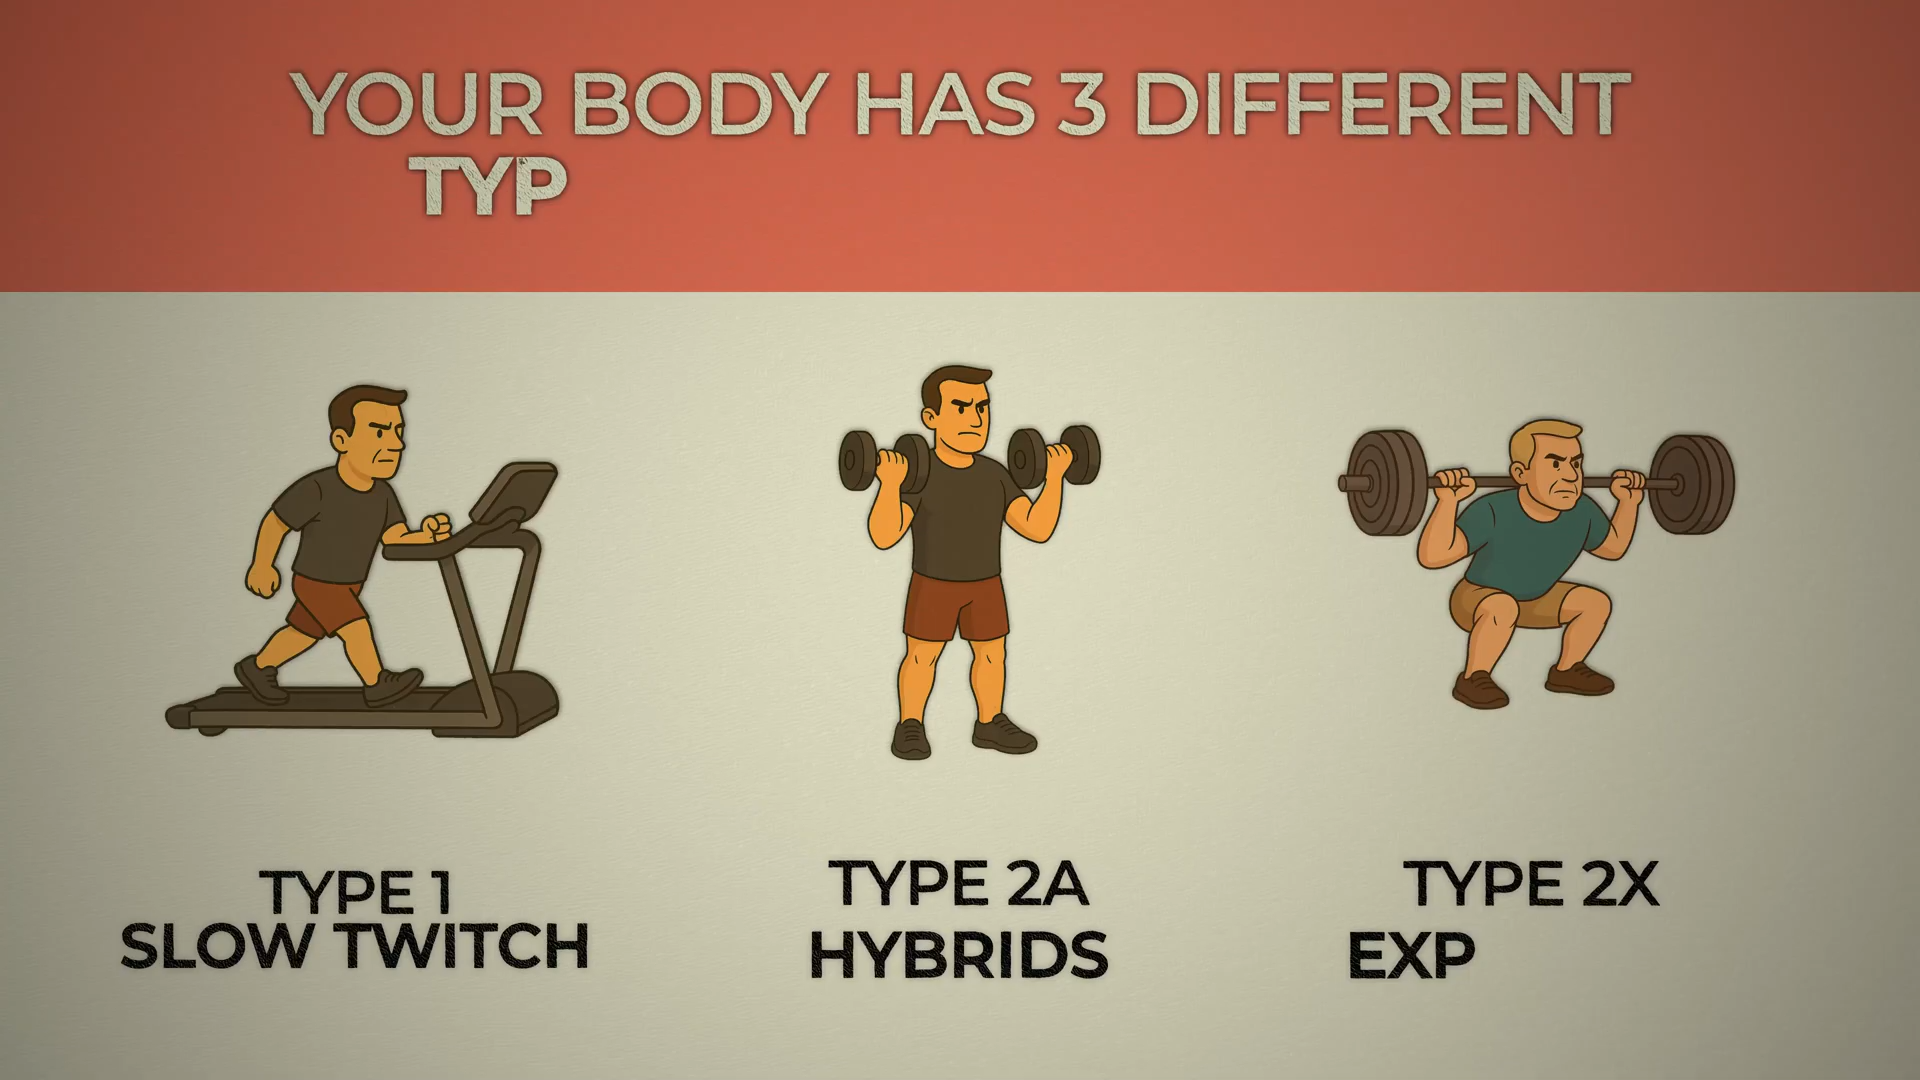 YOUR BODY HAS 3 DIFFERENT
TYP
TYPE 1
SLOW TWITCH
TYPE 2A
HYBRIDS
TYPE 2X
EXP